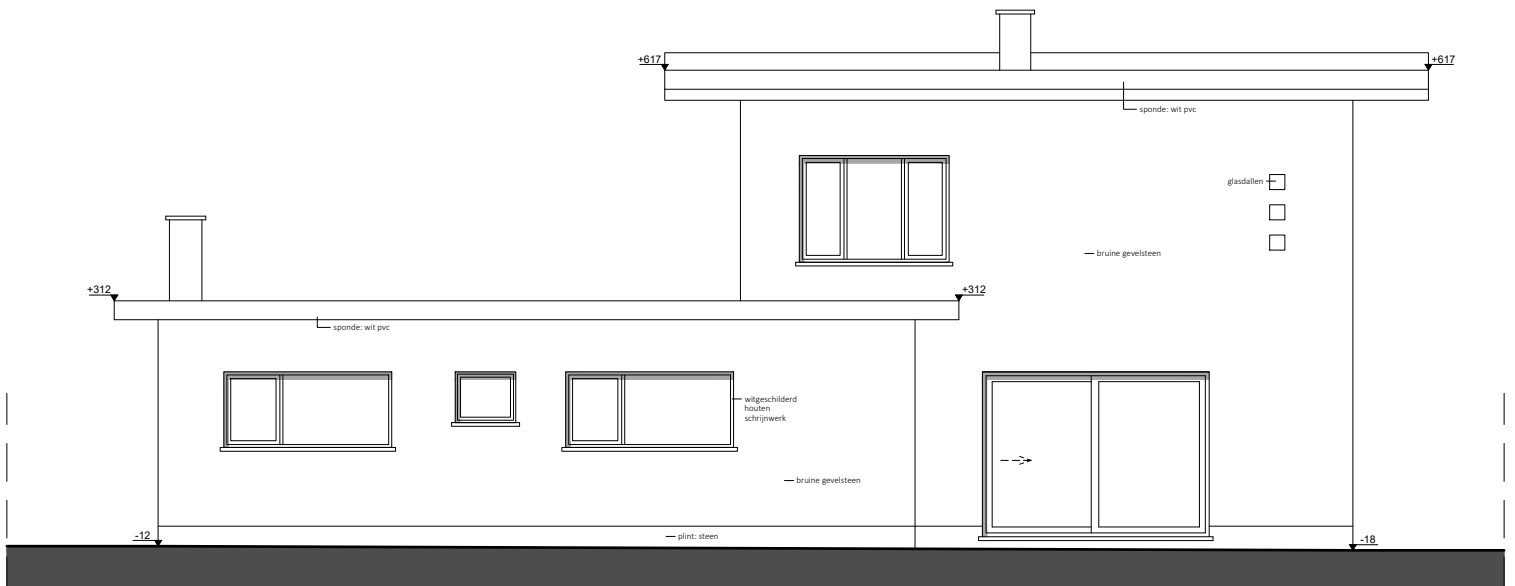 +617
+617
sponde: wit pvc
glasdallen
bruine gevelsteen
+312
+312
sponde: wit pvc
witgeschilderd
houten
schrijnwerk
bruine gevelsteen
-12
plint: steen
-18